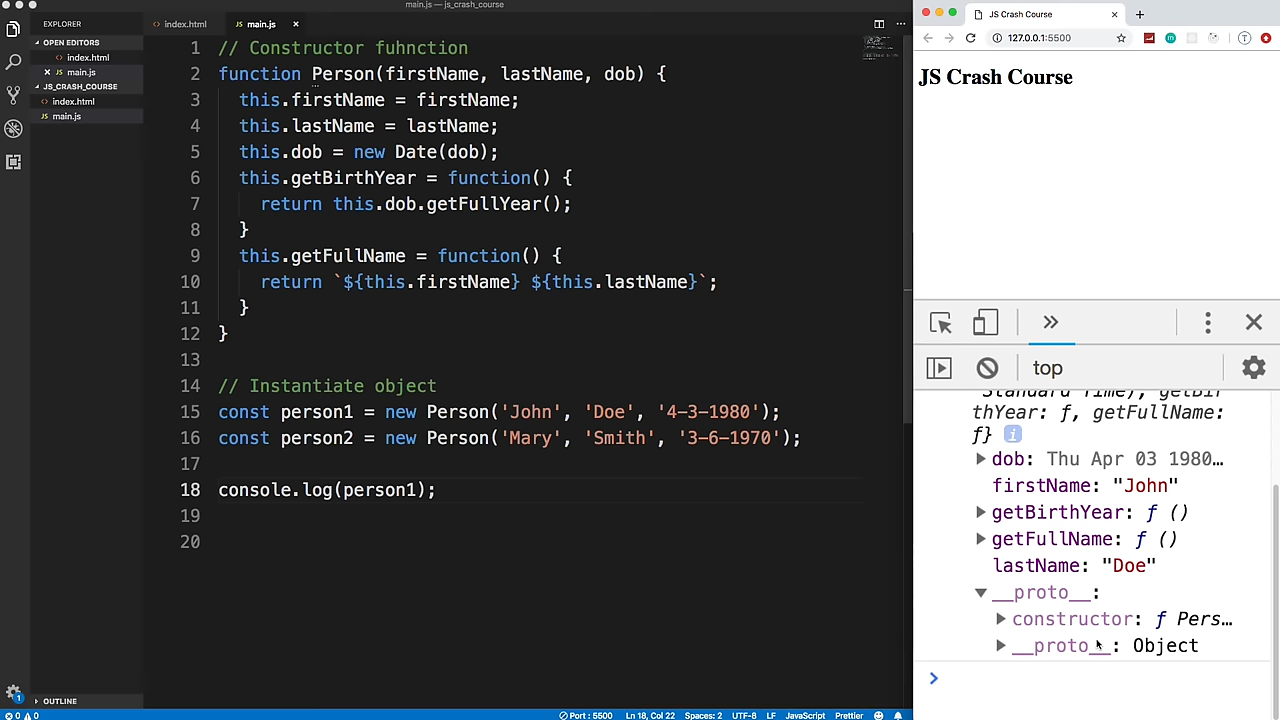 main.js — js_crash_course
EXPLORER
OPEN EDITORS
index.html
main.js
JS_CRASH_COURSE
index.html
main.js
OUTLINE
index.html
main.js
1 // Constructor fuhnction
2 function Person(firstName, lastName, dob) {
3 this.firstName = firstName;
4 this.lastName = lastName;
5 this.dob = new Date(dob);
6 this.getBirthYear = function() {
7 return this.dob.getFullYear();
8 }
9 this.getFullName = function() {
10 return `${this.firstName} ${this.lastName}`;
11 }
12 }
13
14 // Instantiate object
15 const person1 = new Person('John', 'Doe', '4-3-1980');
16 const person2 = new Person('Mary', 'Smith', '3-6-1970');
17
18 console.log(person1);
19
20
0 0 Port : 5500 Ln 18, Col 22 Spaces: 2 UTF-8 LF JavaScript Prettier
JS Crash Course
127.0.0.1:5500
JS Crash Course
top
Standard Time), getBir
thYear: ƒ, getFullName:
ƒ}
dob: Thu Apr 03 1980…
firstName: "John"
getBirthYear: ƒ ()
getFullName: ƒ ()
lastName: "Doe"
__proto__:
constructor: ƒ Pers…
__proto__: Object